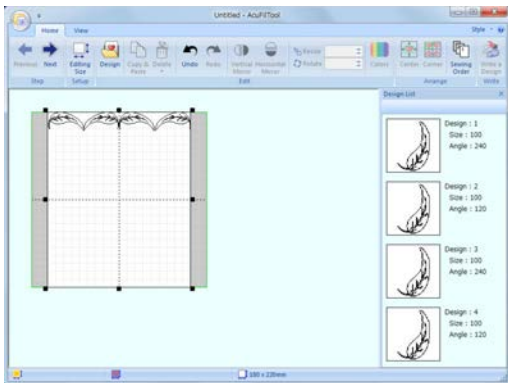 Untitled - AcuFilTool
Home View Style
Previous Next Editing Size Design Copy & Paste Delete Undo Redo Vertical Mirror Horizontal Mirror Resize Rotate Colors Center Corner Sewing Order Write a Design
Step Setup Edit Arrange Write
Design List
Design : 1
Size : 100
Angle : 240
Design : 2
Size : 100
Angle : 120
Design : 3
Size : 100
Angle : 240
Design : 4
Size : 100
Angle : 120